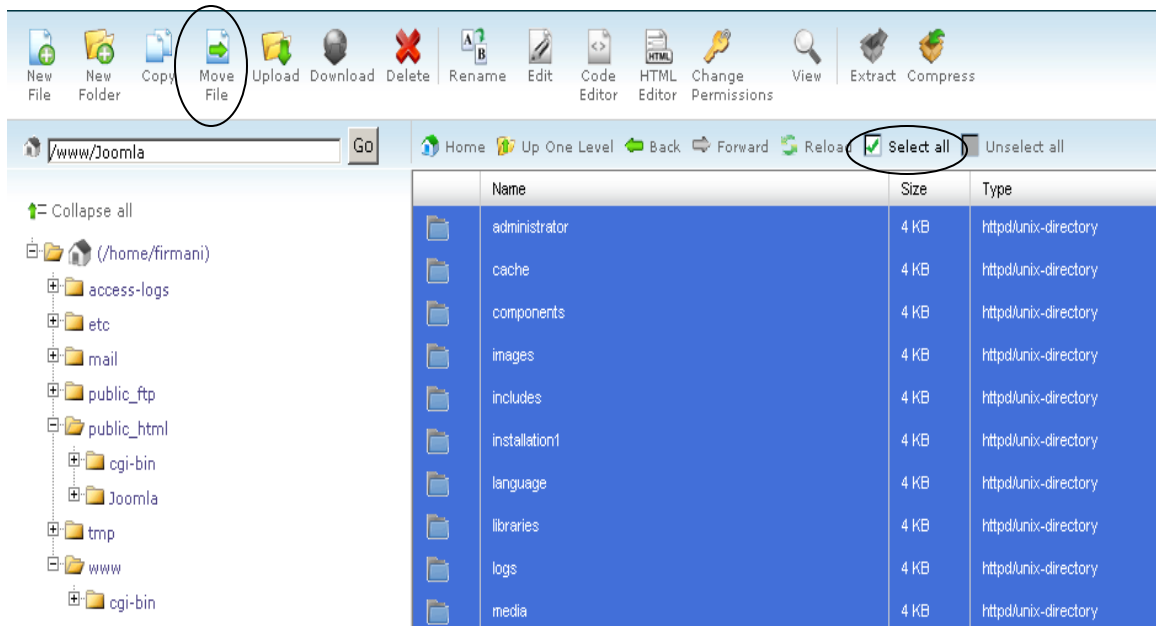 New File
New Folder
Copy
Move File
Upload
Download
Delete
A B
Rename
Edit
Code Editor
HTML
HTML Editor
Change Permissions
View
Extract
Compress
/www/Joomla
Go
Home
Up One Level
Back
Forward
Reload
Select all
Unselect all
Collapse all
(/home/firmani)
access-logs
etc
mail
public_ftp
public_html
cgi-bin
Joomla
tmp
www
cgi-bin
Name Size Type
administrator 4 KB httpd/unix-directory
cache 4 KB httpd/unix-directory
components 4 KB httpd/unix-directory
images 4 KB httpd/unix-directory
includes 4 KB httpd/unix-directory
installation1 4 KB httpd/unix-directory
language 4 KB httpd/unix-directory
libraries 4 KB httpd/unix-directory
logs 4 KB httpd/unix-directory
media 4 KB httpd/unix-directory